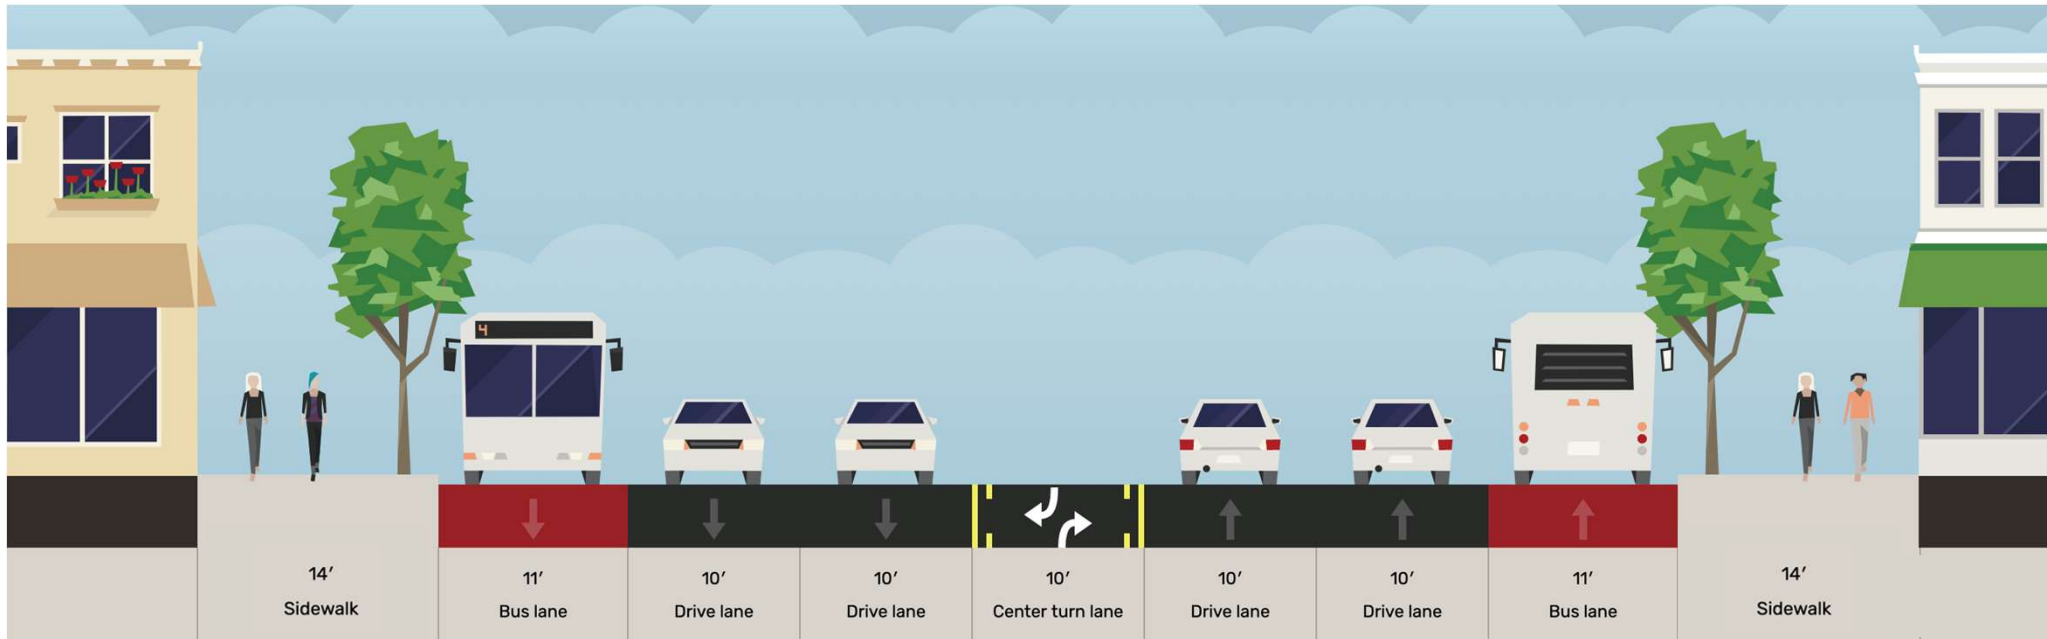 4
14′
Sidewalk
11′
Bus lane
10′
Drive lane
10′
Drive lane
10′
Center turn lane
10′
Drive lane
10′
Drive lane
11′
Bus lane
14′
Sidewalk